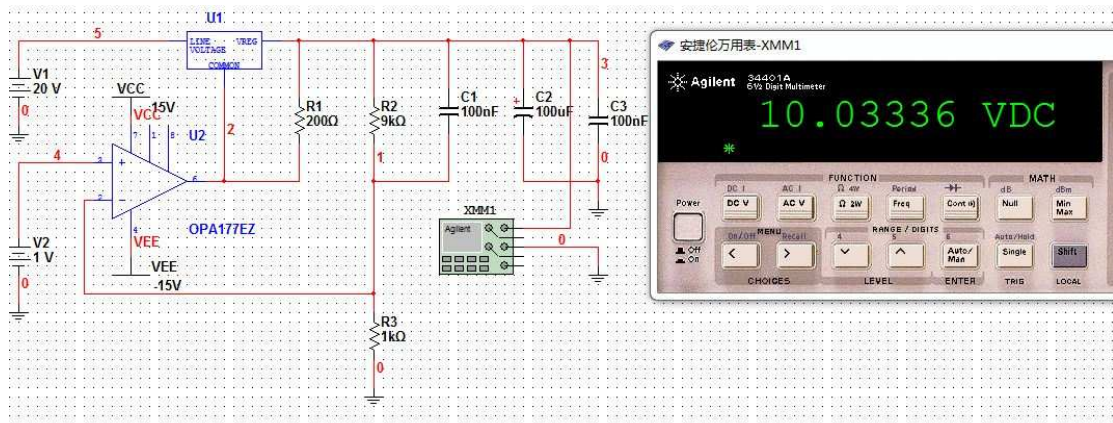 U1
5
LINE VREG
VOLTAGE
COMMON
V1
20 V
0
VCC
15V
VCC
7 1 8
U2
2
R1
200Ω
R2
9kΩ
C1
100nF
C2
100uF
C3
100nF
3
0
4
3
6
2
1
OPA177EZ
4
VEE
VEE
-15V
V2
1 V
0
XMM1
Agilent
0
R3
1kΩ
0
安捷伦万用表-XMM1
Agilent 34401A
6½ Digit Multimeter
10.03336 VDC
*
FUNCTION
MATH
DC I
AC I
Ω 4W
Period
dB
dBm
Power
DC V
AC V
Ω 2W
Freq
Cont
Null
Min
Max
MENU
RANGE / DIGITS
On/Off
Recall
4
5
6
Auto/Hold
Off
On
<
>
Auto/
Man
Single
Shift
CHOICES
LEVEL
ENTER
TRIG
LOCAL